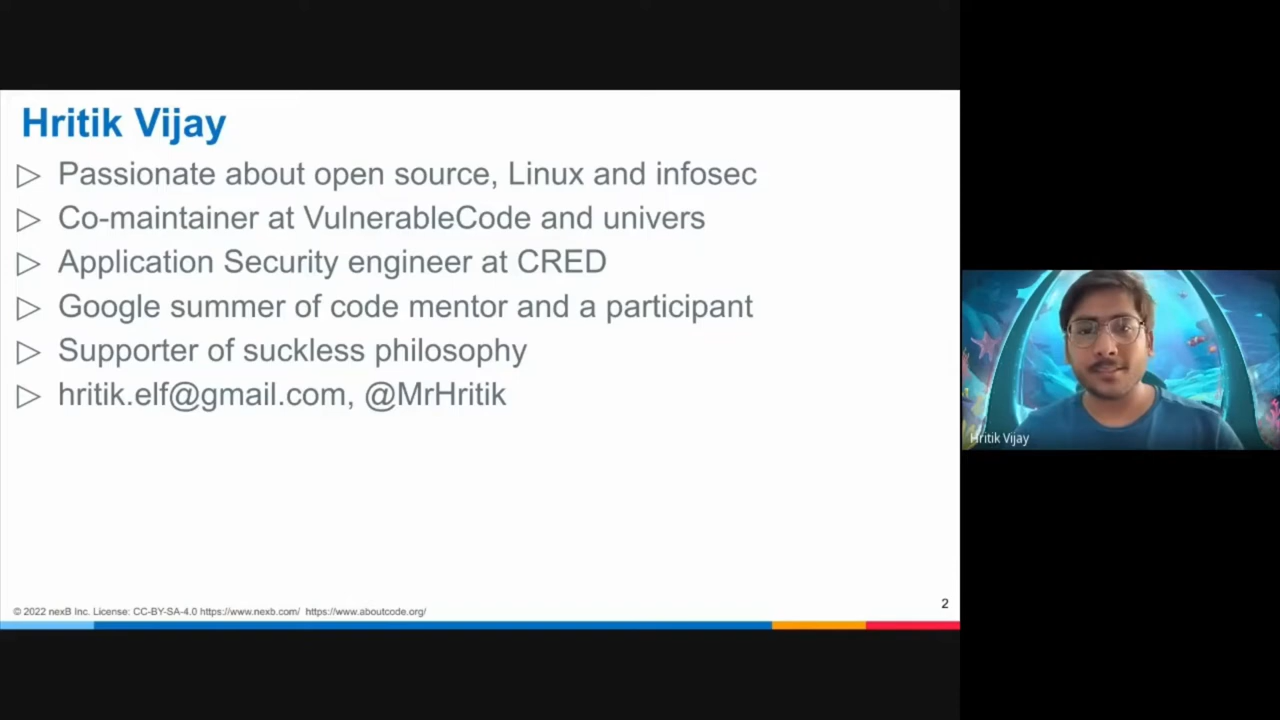 Hritik Vijay
Passionate about open source, Linux and infosec
Co-maintainer at VulnerableCode and univers
Application Security engineer at CRED
Google summer of code mentor and a participant
Supporter of suckless philosophy
hritik.elf@gmail.com, @MrHritik
© 2022 nexB Inc. License: CC-BY-SA-4.0 https://www.nexb.com/ https://www.aboutcode.org/
2
Hritik Vijay